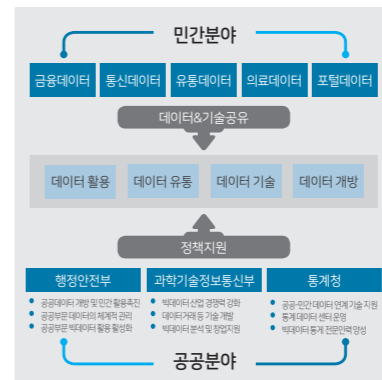 민간분야
금융데이터 통신데이터 유통데이터 의료데이터 포털데이터
데이터&기술공유
데이터 활용 데이터 유통 데이터 기술 데이터 개방
정책지원
행정안전부 과학기술정보통신부 통계청
• 공공데이터 개방 및 민간 활용촉진
• 공공부문 데이터의 체계적 관리
• 공공부문 빅데이터 활용 활성화
• 빅데이터 산업 경쟁력 강화
• 데이터거래 등 기술 개발
• 빅데이터 분석 및 창업지원
• 공공·민간 데이터 연계 기술 지원
• 통계 데이터 센터 운영
• 빅데이터 통계 전문인력 양성
공공분야